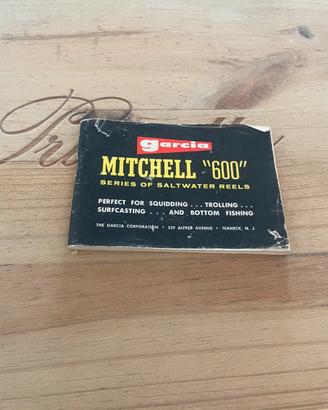 garcia
MITCHELL "600"
SERIES OF SALTWATER REELS
PERFECT FOR SQUIDDING . . . TROLLING . . .
SURFCASTING . . . AND BOTTOM FISHING
THE GARCIA CORPORATION • 329 ALFRED AVENUE • TEANECK, N. J.